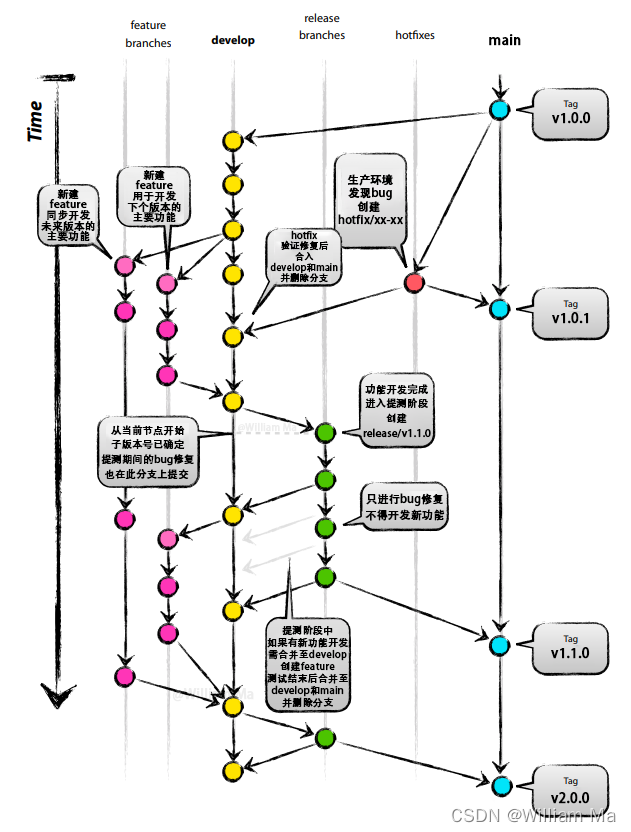 feature
branches
develop
release
branches
hotfixes
main
Time
Tag
v1.0.0
新建
feature
用于开发
下个版本的
主要功能
新建
feature
同步开发
未来版本的
主要功能
生产环境
发现bug
创建
hotfix/xx-xx
hotfix
验证修复后
合入
develop和main
并删除分支
Tag
v1.0.1
功能开发完成
进入提测阶段
创建
release/v1.1.0
从当前节点开始
子版本号已确定
提测期间的bug修复
也在此分支上提交
@William Ma
只进行bug修复
不得开发新功能
提测阶段中
如果有新功能开发
需合并至develop
创建feature
测试结束后合并至
develop和main
并删除分支
Tag
v1.1.0
@William Ma
Tag
v2.0.0
CSDN @William Ma